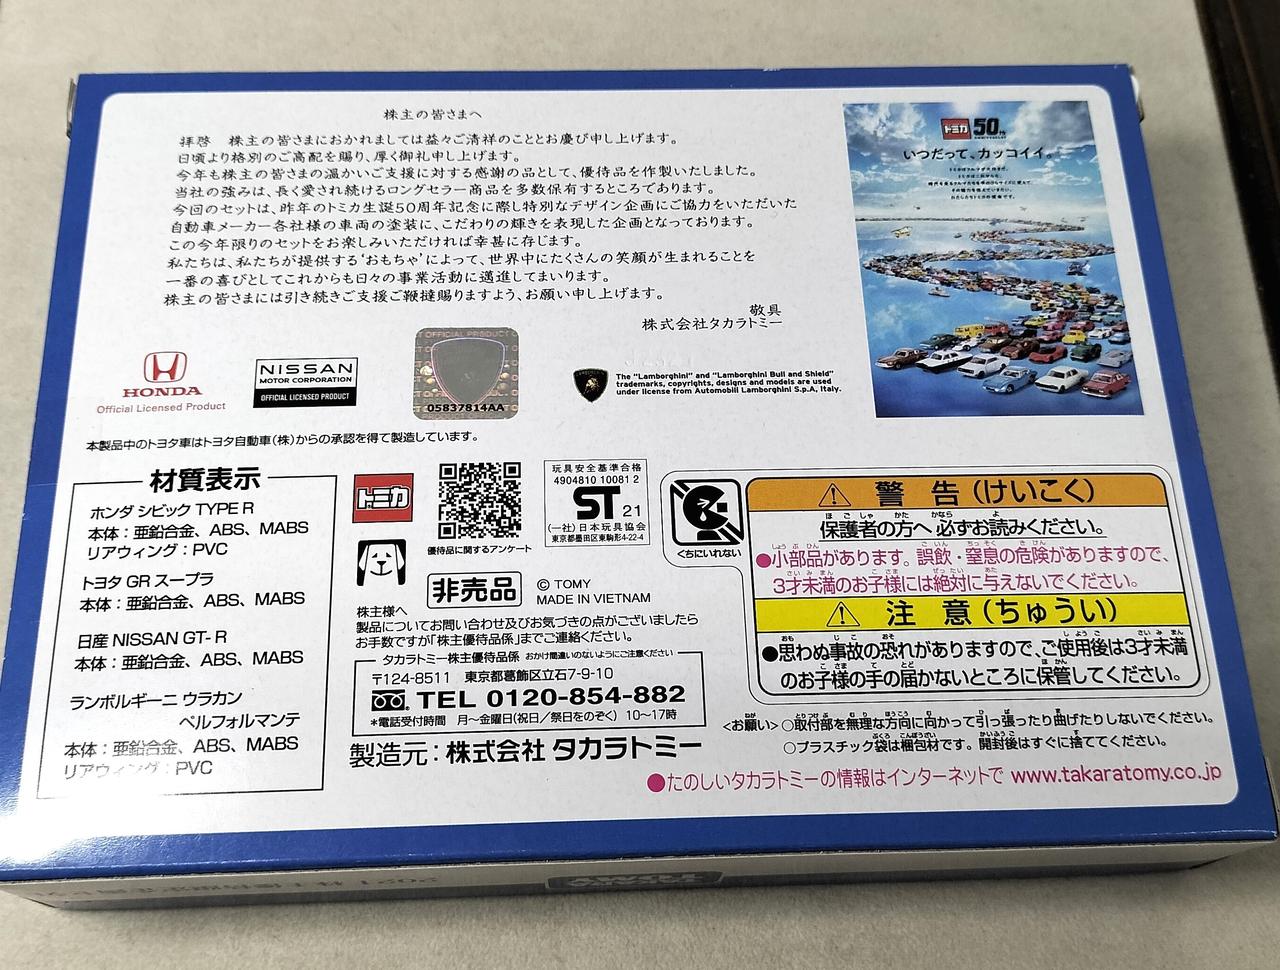 株主の皆さまへ
拝啓　株主の皆さまにおかれましては益々ご清祥のこととお慶び申し上げます。
日頃より格別のご高配を賜り、厚く御礼申し上げます。
今年も株主の皆さまの温かいご支援に対する感謝の品として、優待品を作製いたしました。
当社の強みは、長く愛され続けるロングセラー商品を多数保有するところであります。
今回のセットは、昨年のトミカ生誕50周年記念に際し特別なデザイン企画にご協力をいただいた
自動車メーカー各社様の車両の塗装に、こだわりの輝きを表現した企画となっております。
この今年限りのセットをお楽しみいただければ幸甚に存じます。
私たちは、私たちが提供する'おもちゃ'によって、世界中にたくさんの笑顔が生まれることを
一番の喜びとしてこれからも日々の事業活動に邁進してまいります。
株主の皆さまには引き続きご支援ご鞭撻賜りますよう、お願い申し上げます。
敬具
株式会社タカラトミー
トミカ 50th
ANNIVERSARY
いつだって、カッコイイ。
HONDA
Official Licensed Product
NISSAN
MOTOR CORPORATION
OFFICIAL LICENSED PRODUCT
OFFICIAL PRODUCT
05837814AA
The "Lamborghini" and "Lamborghini Bull and Shield"
trademarks, copyrights, designs and models are used
under license from Automobili Lamborghini S.p.A, Italy.
本製品中のトヨタ車はトヨタ自動車(株)からの承認を得て製造しています。
材質表示
ホンダ シビック TYPE R
本体：亜鉛合金、ABS、MABS
リアウィング：PVC
トヨタ GR スープラ
本体：亜鉛合金、ABS、MABS
日産 NISSAN GT-R
本体：亜鉛合金、ABS、MABS
ランボルギーニ ウラカン
ペルフォルマンテ
本体：亜鉛合金、ABS、MABS
リアウィング：PVC
トミカ
優待品に関するアンケート
玩具安全基準合格
4904810 10081 2
ST 21
(一社)日本玩具協会
東京都墨田区東駒形4-22-4
非売品
© TOMY
MADE IN VIETNAM
株主様へ
製品についてお問い合わせ及びお気づきの点がございましたら
お手数ですが「株主優待品係」までご連絡ください。
タカラトミー株主優待品係 おかけ間違いのないようにご注意ください
〒124-8511　東京都葛飾区立石7-9-10
TEL 0120-854-882
*電話受付時間　月～金曜日(祝日／祭日をのぞく)　10～17時
製造元：株式会社 タカラトミー
くちにいれない
警 告(けいこく)
保護者の方へ 必ずお読みください。
●小部品があります。誤飲・窒息の危険がありますので、
3才未満のお子様には絶対に与えないでください。
注 意(ちゅうい)
●思わぬ事故の恐れがありますので、ご使用後は3才未満
のお子様の手の届かないところに保管してください。
<お願い>○取付部を無理な方向に向かって引っ張ったり曲げたりしないでください。
○プラスチック袋は梱包材です。開封後はすぐに捨ててください。
●たのしいタカラトミーの情報はインターネットで www.takaratomy.co.jp